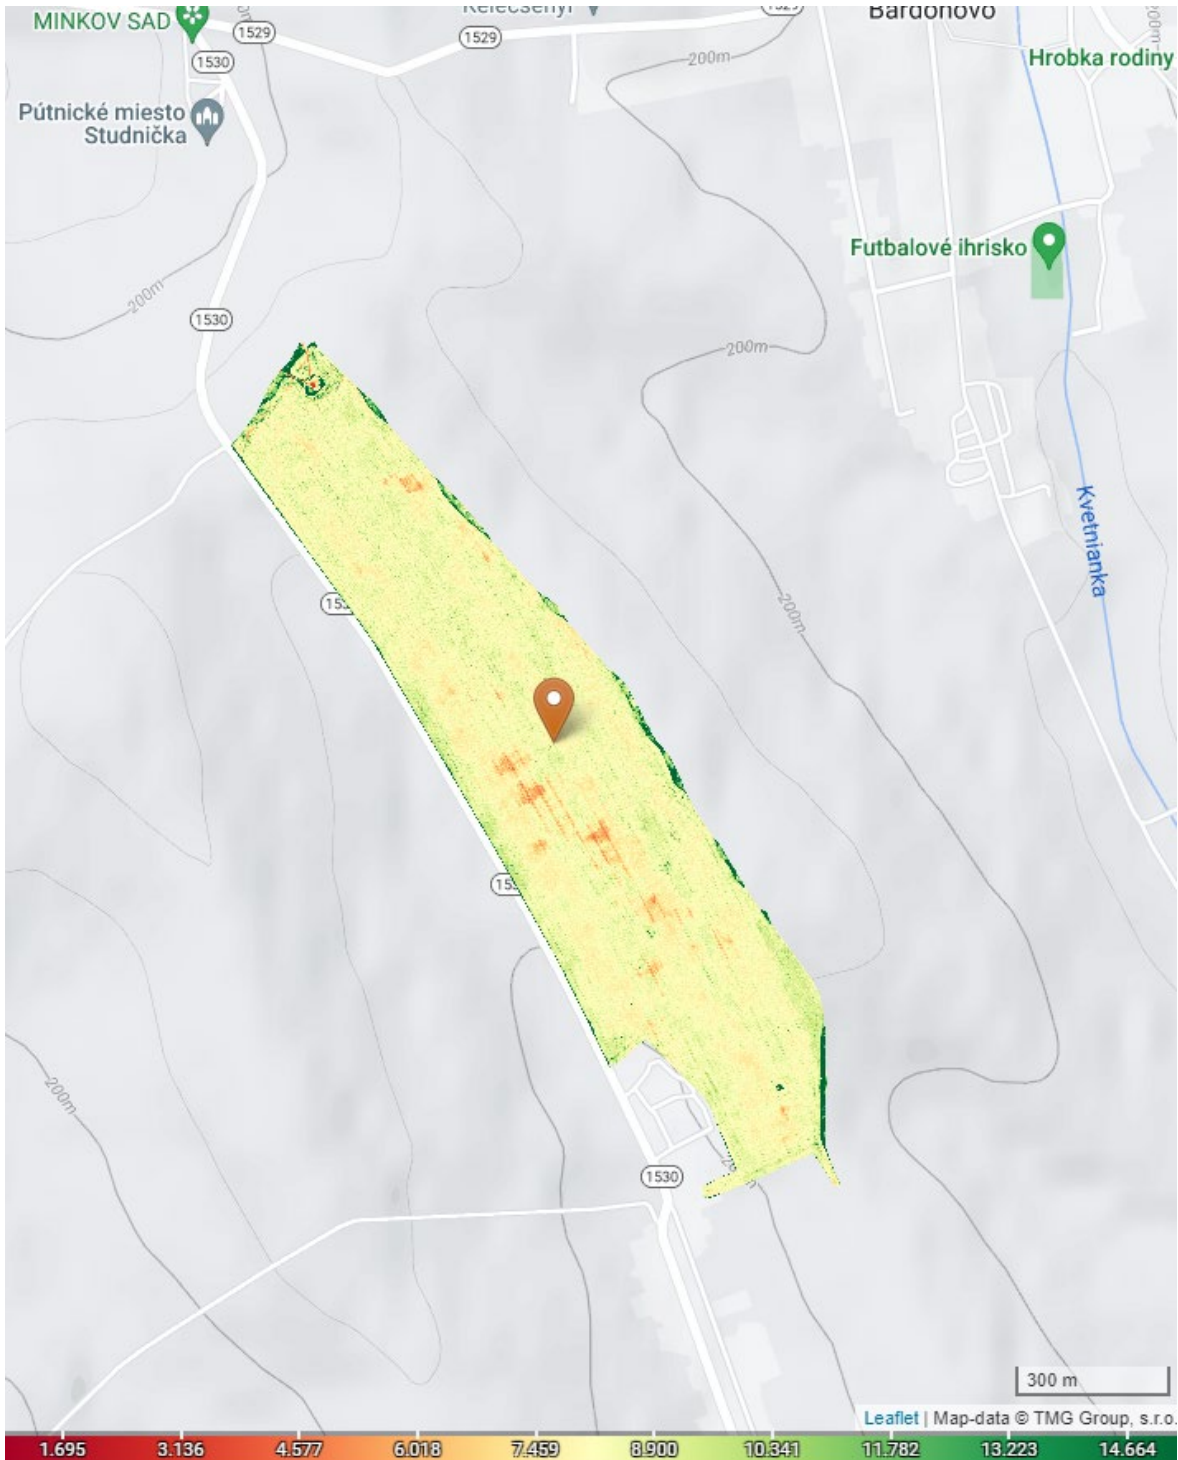 MINKOV SAD
1529
1529
1529
Bardoňovo
200m
Hrobka rodiny
1530
Pútnické miesto
Studnička
200m
Futbalové ihrisko
200m
1530
200m
Kvetnianka
200m
200m
1530
300 m
Leaflet | Map-data © TMG Group, s.r.o.
1.695 3.136 4.577 6.018 7.459 8.900 10.341 11.782 13.223 14.664